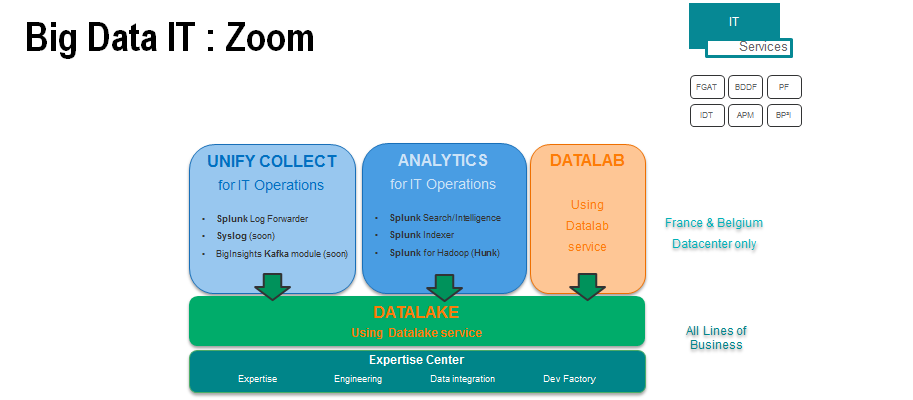 Big Data IT : Zoom
IT
Services
FGAT BDDF PF
IDT APM BP²I
UNIFY COLLECT
for IT Operations
• Splunk Log Forwarder
• Syslog (soon)
• BigInsights Kafka module (soon)
ANALYTICS
for IT Operations
• Splunk Search/Intelligence
• Splunk Indexer
• Splunk for Hadoop (Hunk)
DATALAB
Using
Datalab
service
France & Belgium
Datacenter only
DATALAKE
Using Datalake service
All Lines of
Business
Expertise Center
Expertise Engineering Data integration Dev Factory